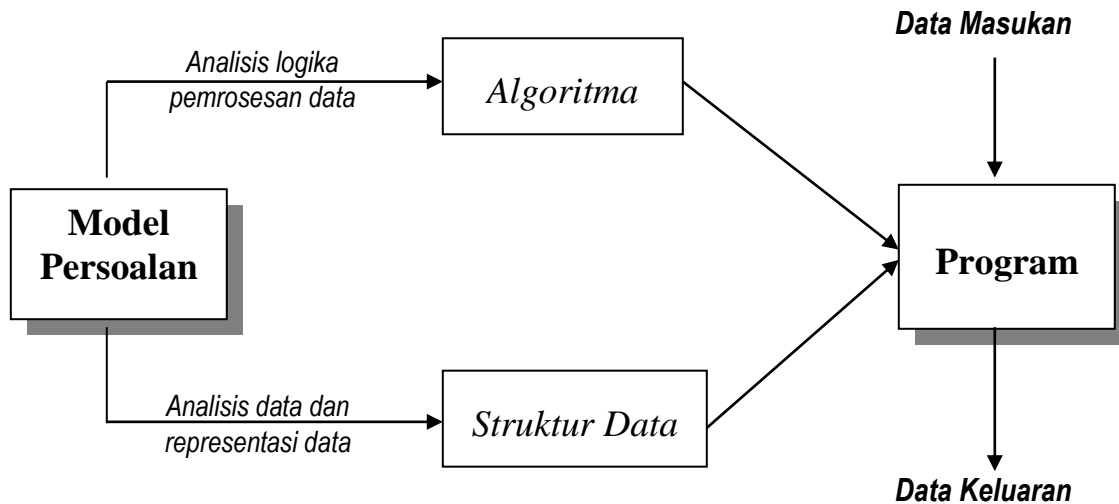 Data Masukan
Analisis logika
pemrosesan data
Algoritma
Model
Persoalan
Program
Analisis data dan
representasi data
Struktur Data
Data Keluaran